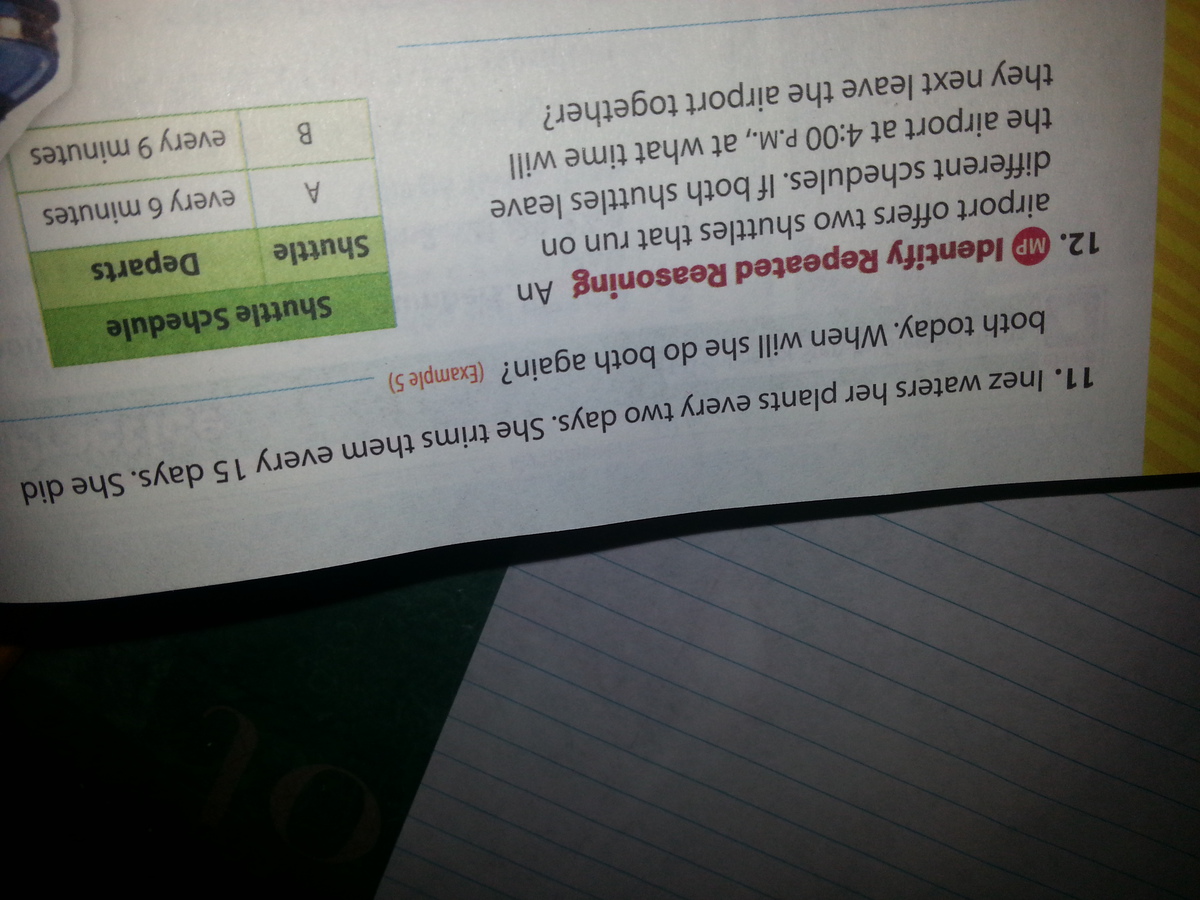 11. Inez waters her plants every two days. She trims them every 15 days. She did
both today. When will she do both again? (Example 5)
12. MP Identify Repeated Reasoning An
airport offers two shuttles that run on
different schedules. If both shuttles leave
the airport at 4:00 P.M., at what time will
they next leave the airport together?
Shuttle Schedule
Shuttle Departs
A every 6 minutes
B every 9 minutes